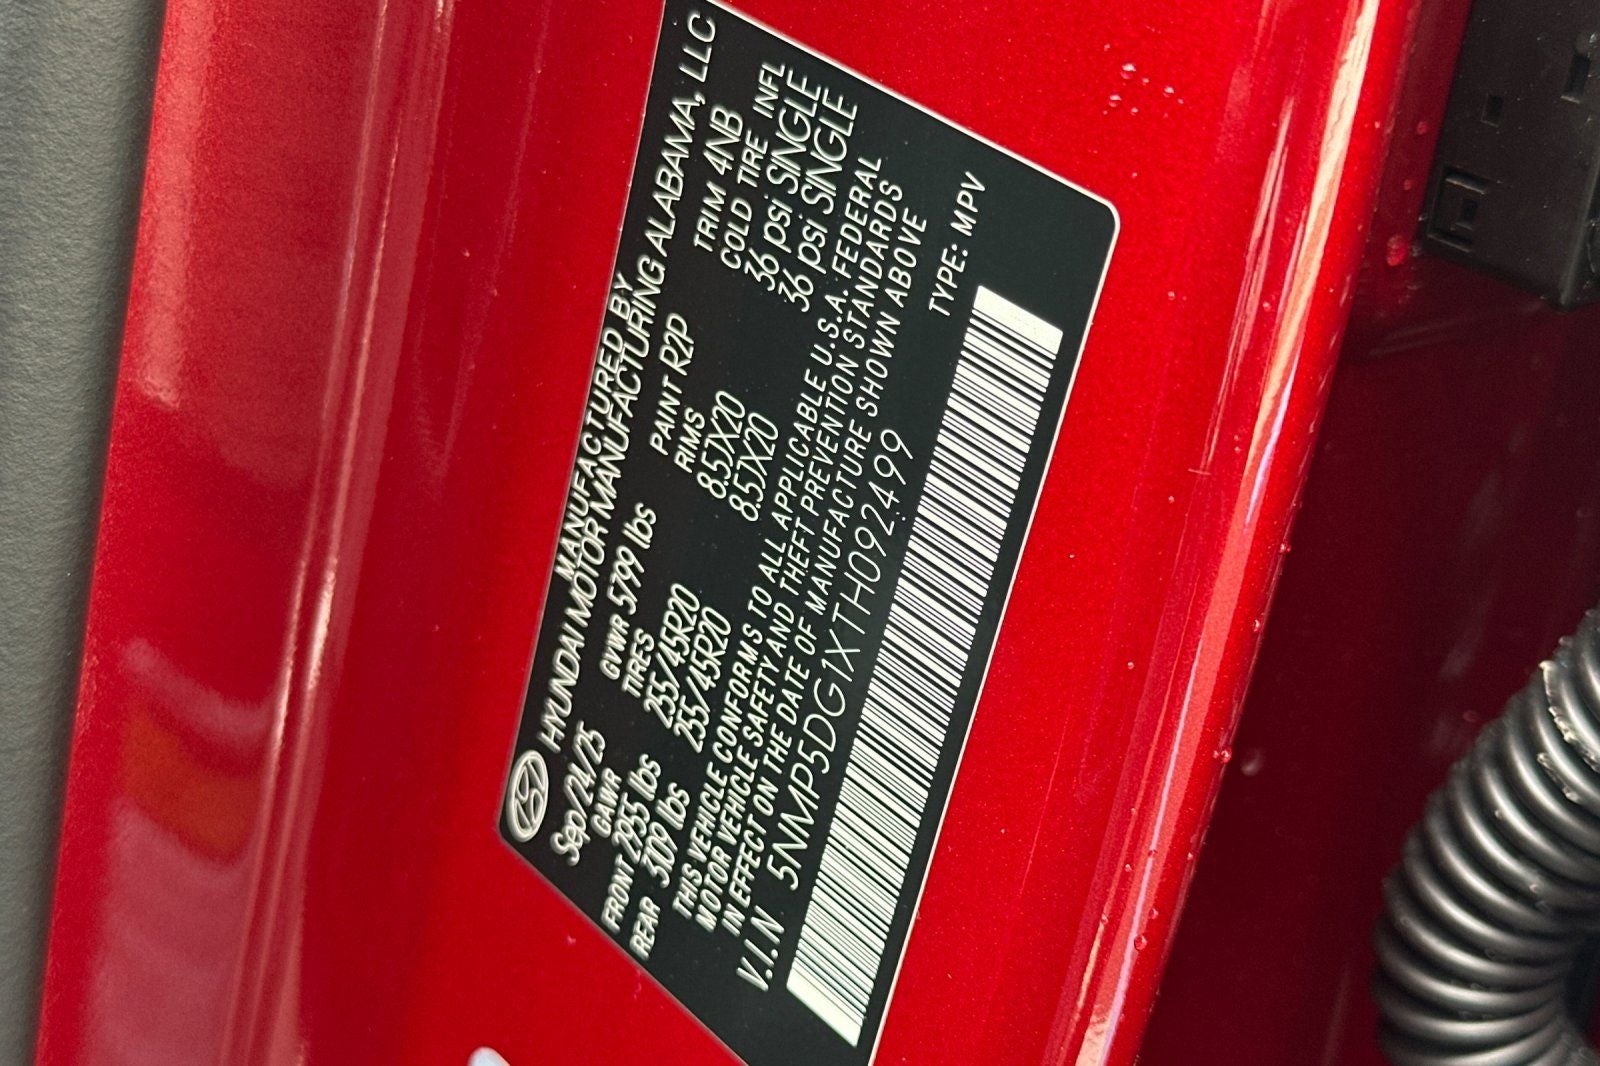 MANUFACTURED BY
HYUNDAI MOTOR MANUFACTURING ALABAMA, LLC
Sep/24/25 GVWR 5799 lbs PAINT R2P TRIM 4NB
GAWR TIRES RIMS COLD TIRE INFL
FRONT 2955 lbs 255/45R20 8.5JX20 36 psi SINGLE
REAR 3109 lbs 255/45R20 8.5JX20 36 psi SINGLE
THIS VEHICLE CONFORMS TO ALL APPLICABLE U.S.A. FEDERAL
MOTOR VEHICLE SAFETY AND THEFT PREVENTION STANDARDS
IN EFFECT ON THE DATE OF MANUFACTURE SHOWN ABOVE
V.I.N 5NMP5DG1XTH092499 TYPE: MPV